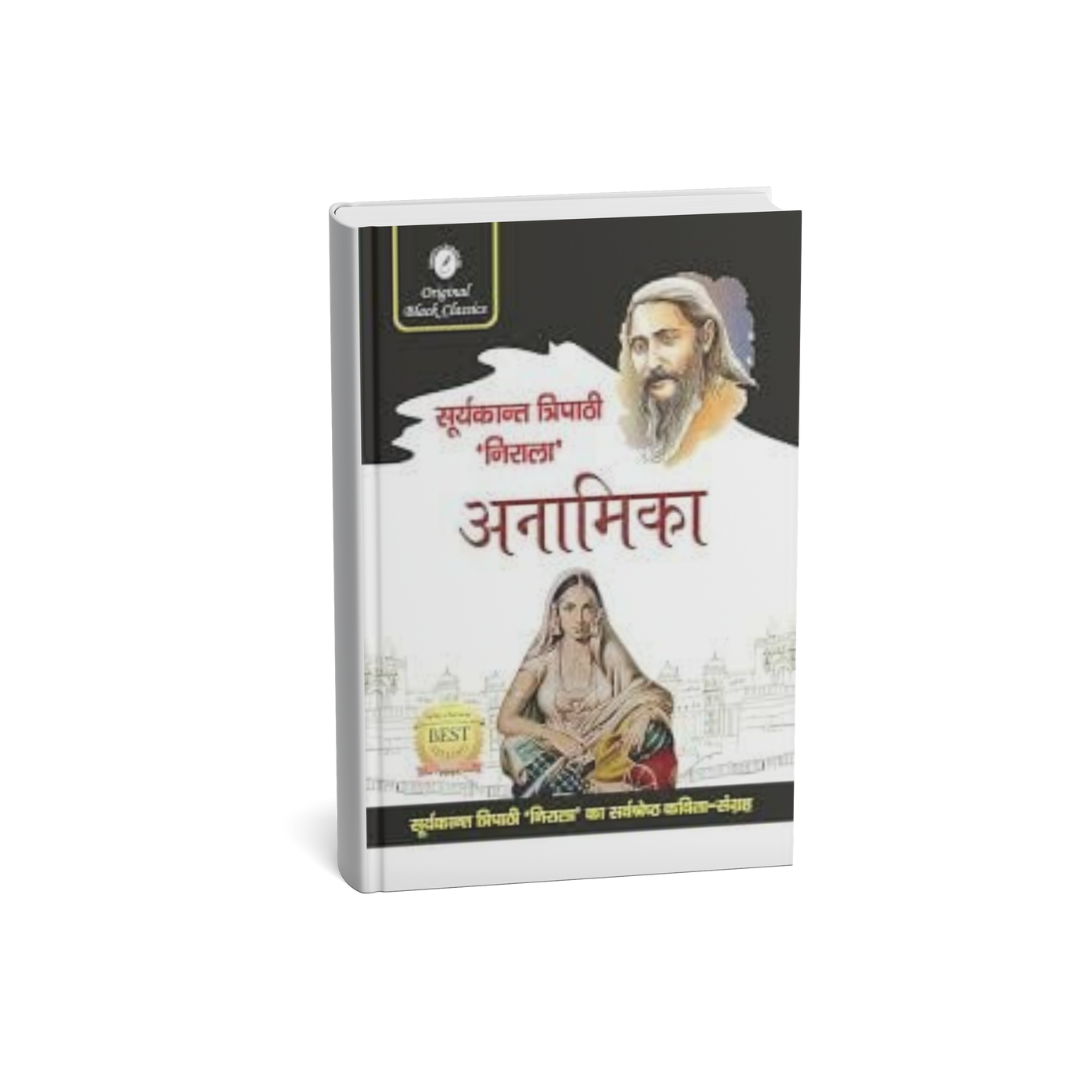 Original
Black Classics
सूर्यकान्त त्रिपाठी
'निराला'
अनामिका
BEST
सूर्यकान्त त्रिपाठी 'निराला' का सर्वश्रेष्ठ कविता-संग्रह